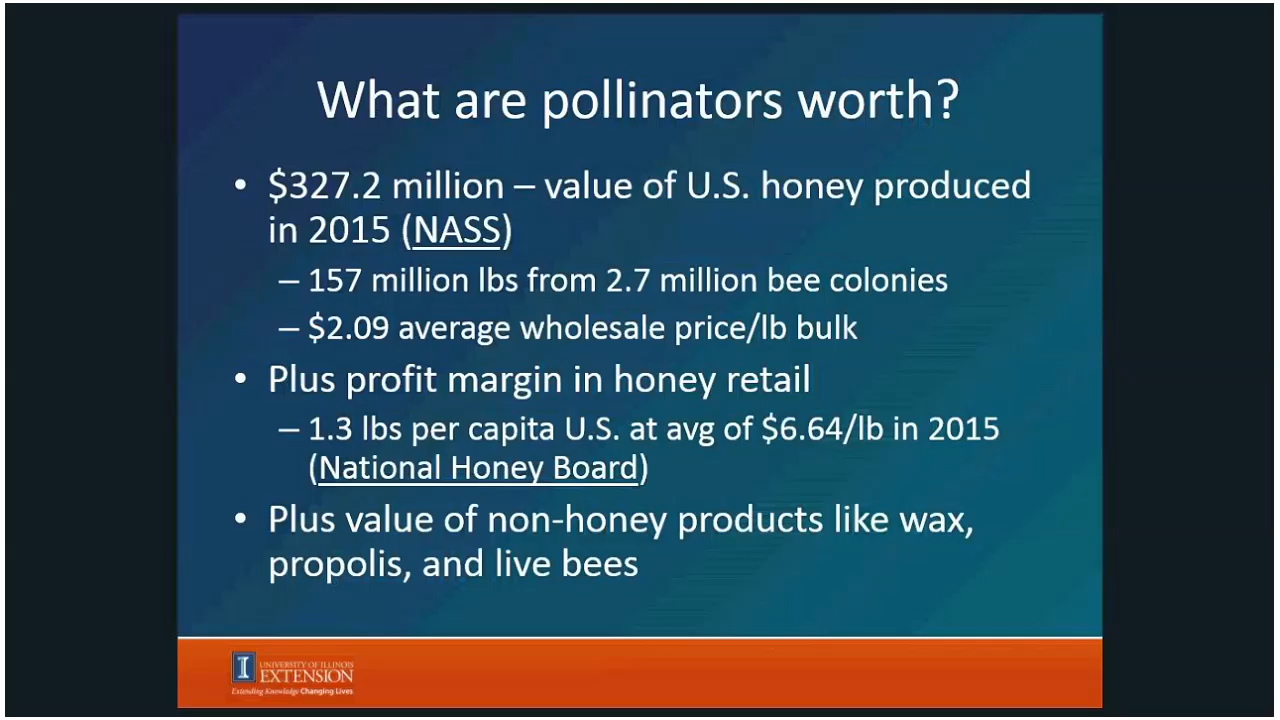 What are pollinators worth?
• $327.2 million – value of U.S. honey produced
in 2015 (NASS)
– 157 million lbs from 2.7 million bee colonies
– $2.09 average wholesale price/lb bulk
• Plus profit margin in honey retail
– 1.3 lbs per capita U.S. at avg of $6.64/lb in 2015
(National Honey Board)
• Plus value of non-honey products like wax,
propolis, and live bees
I
UNIVERSITY OF ILLINOIS
EXTENSION
Extending Knowledge Changing Lives